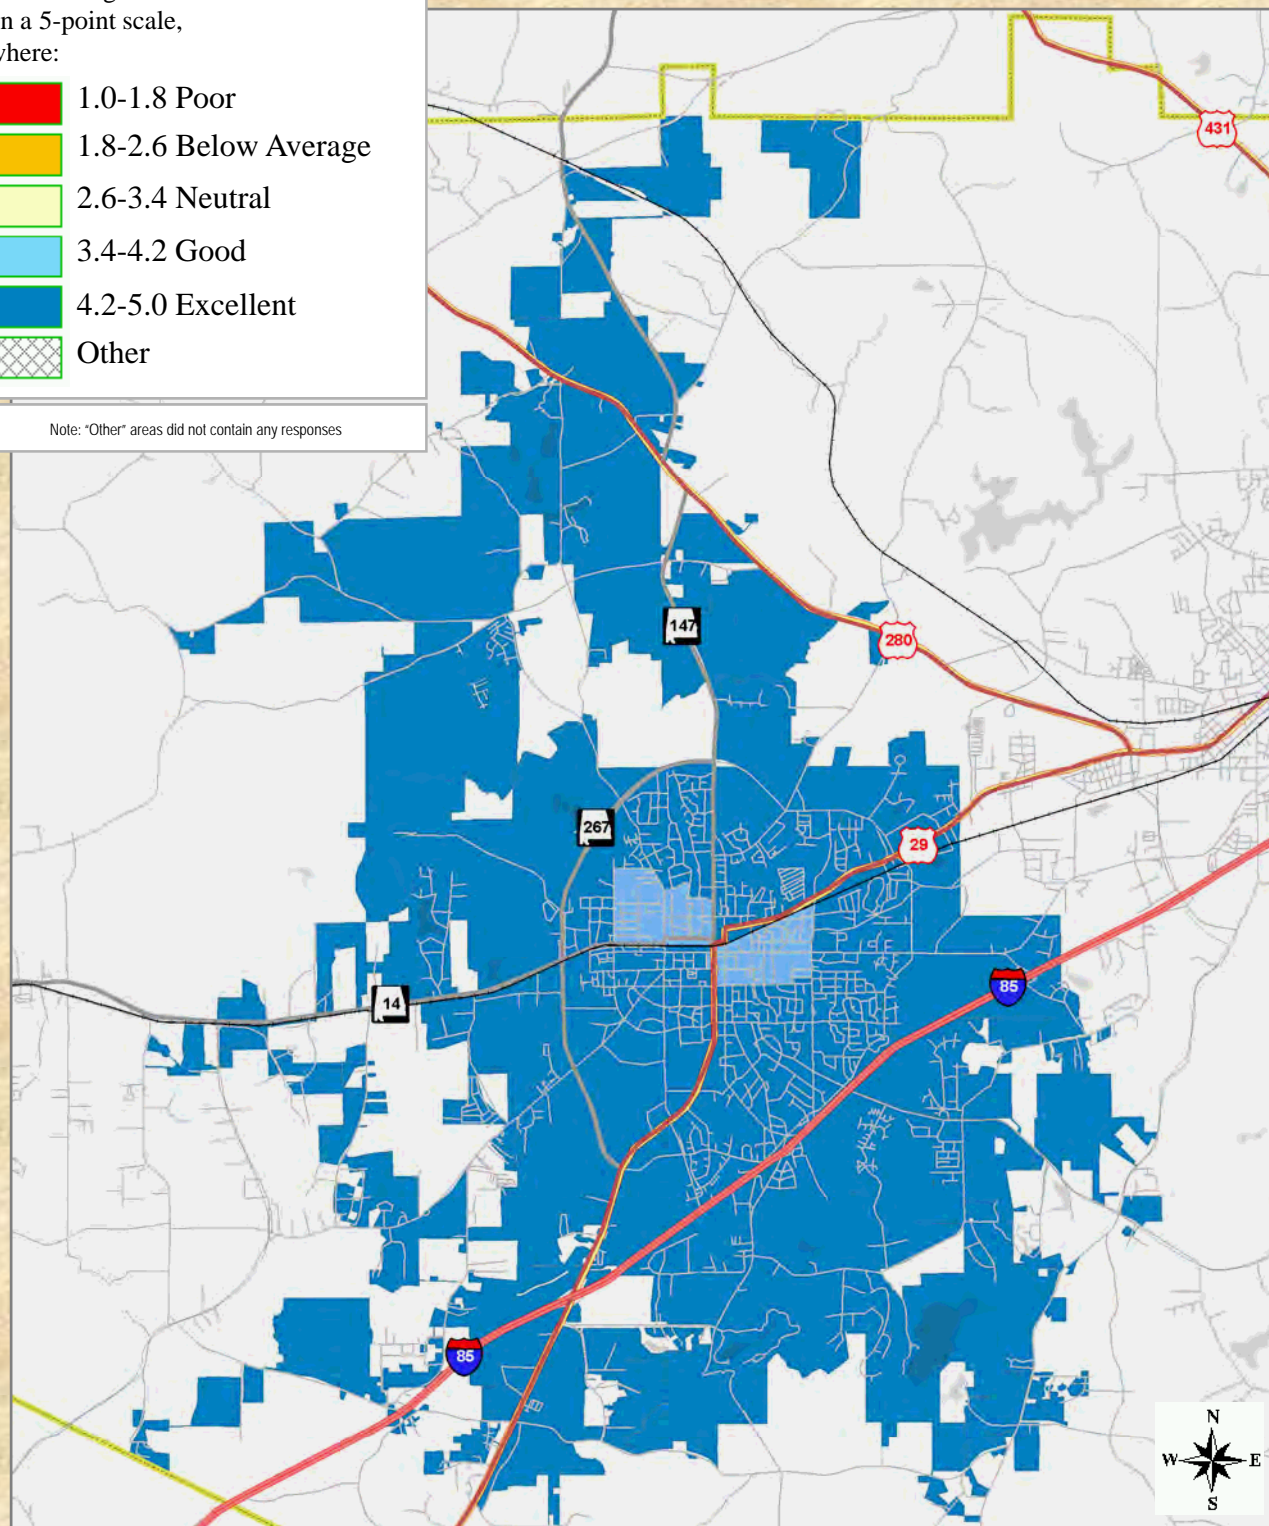 n a 5-point scale,
where:
1.0-1.8 Poor
1.8-2.6 Below Average
2.6-3.4 Neutral
3.4-4.2 Good
4.2-5.0 Excellent
Other
Note: "Other" areas did not contain any responses
431
147
280
267
29
14
85
85
N
W E
S